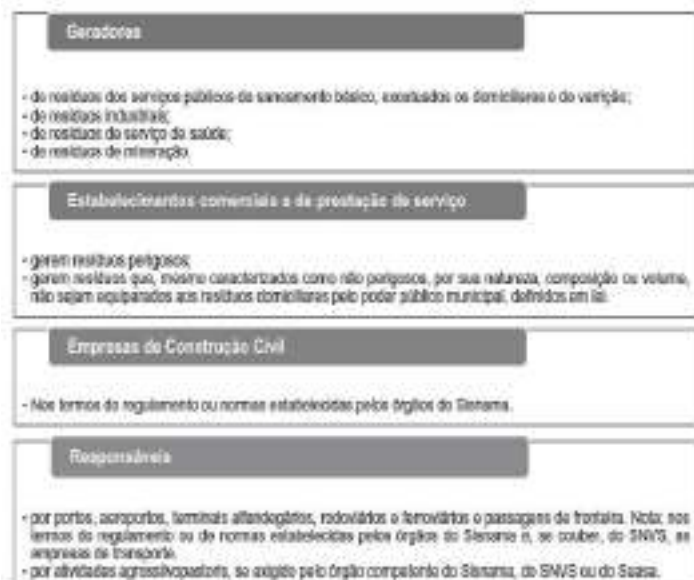 Geradores
- de resíduos dos serviços públicos de saneamento básico, excetuados os domiciliares e de varrição;
- de resíduos industriais;
- de resíduos de serviço de saúde;
- de resíduos de mineração.
Estabelecimentos comerciais e de prestação de serviço
- gerem resíduos perigosos;
- gerem resíduos que, mesmo caracterizados como não perigosos, por sua natureza, composição ou volume,
não sejam equiparados aos resíduos domiciliares pelo poder público municipal, definidos em lei.
Empresas de Construção Civil
- Nos termos do regulamento ou normas estabelecidas pelos órgãos do Sisnama.
Responsáveis
- por portos, aeroportos, terminais alfandegários, rodoviários e ferroviários e passagens de fronteira. Nota: nos
termos do regulamento ou de normas estabelecidas pelos órgãos do Sisnama e, se couber, do SNVS, as
empresas de transporte.
- por atividades agrossilvopastoris, se exigido pelo órgão competente do Sisnama, do SNVS ou do Suasa.